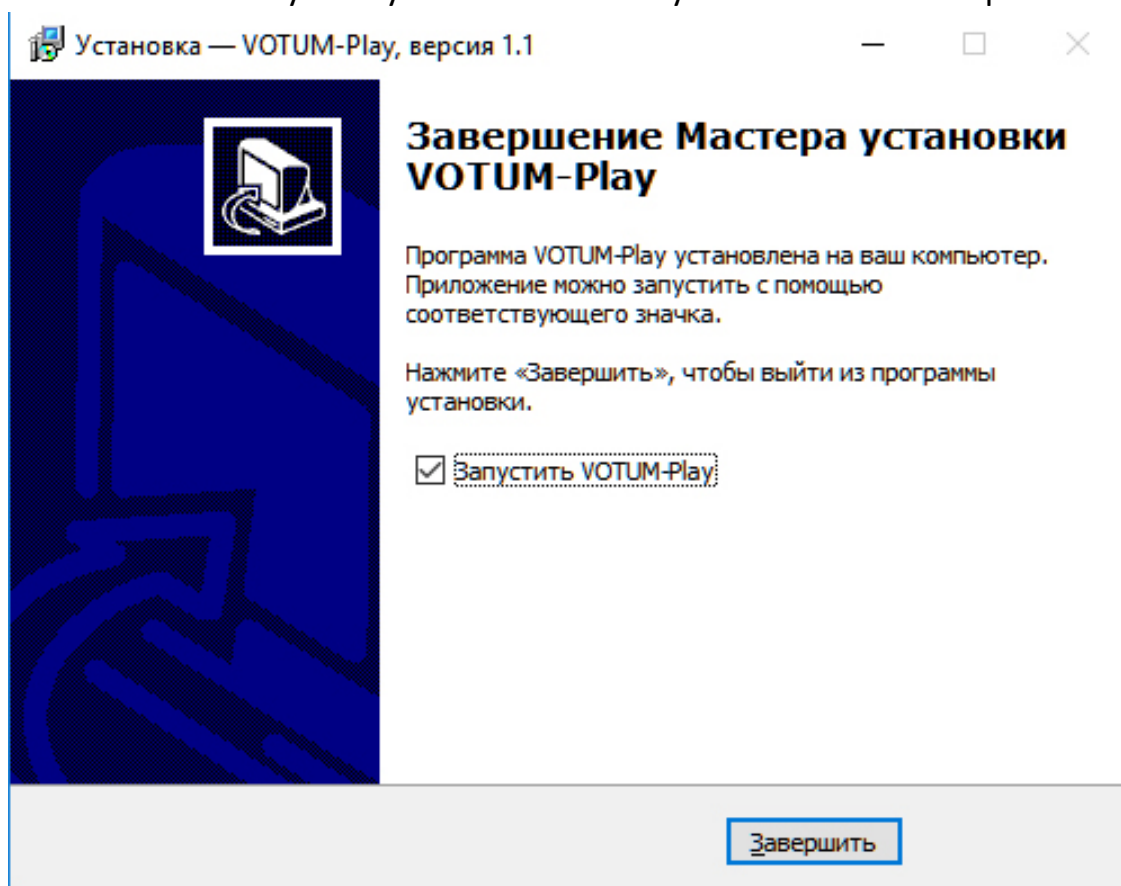 Установка — VOTUM-Play, версия 1.1
Завершение Мастера установки
VOTUM-Play
Программа VOTUM-Play установлена на ваш компьютер.
Приложение можно запустить с помощью
соответствующего значка.
Нажмите «Завершить», чтобы выйти из программы
установки.
Запустить VOTUM-Play
Завершить